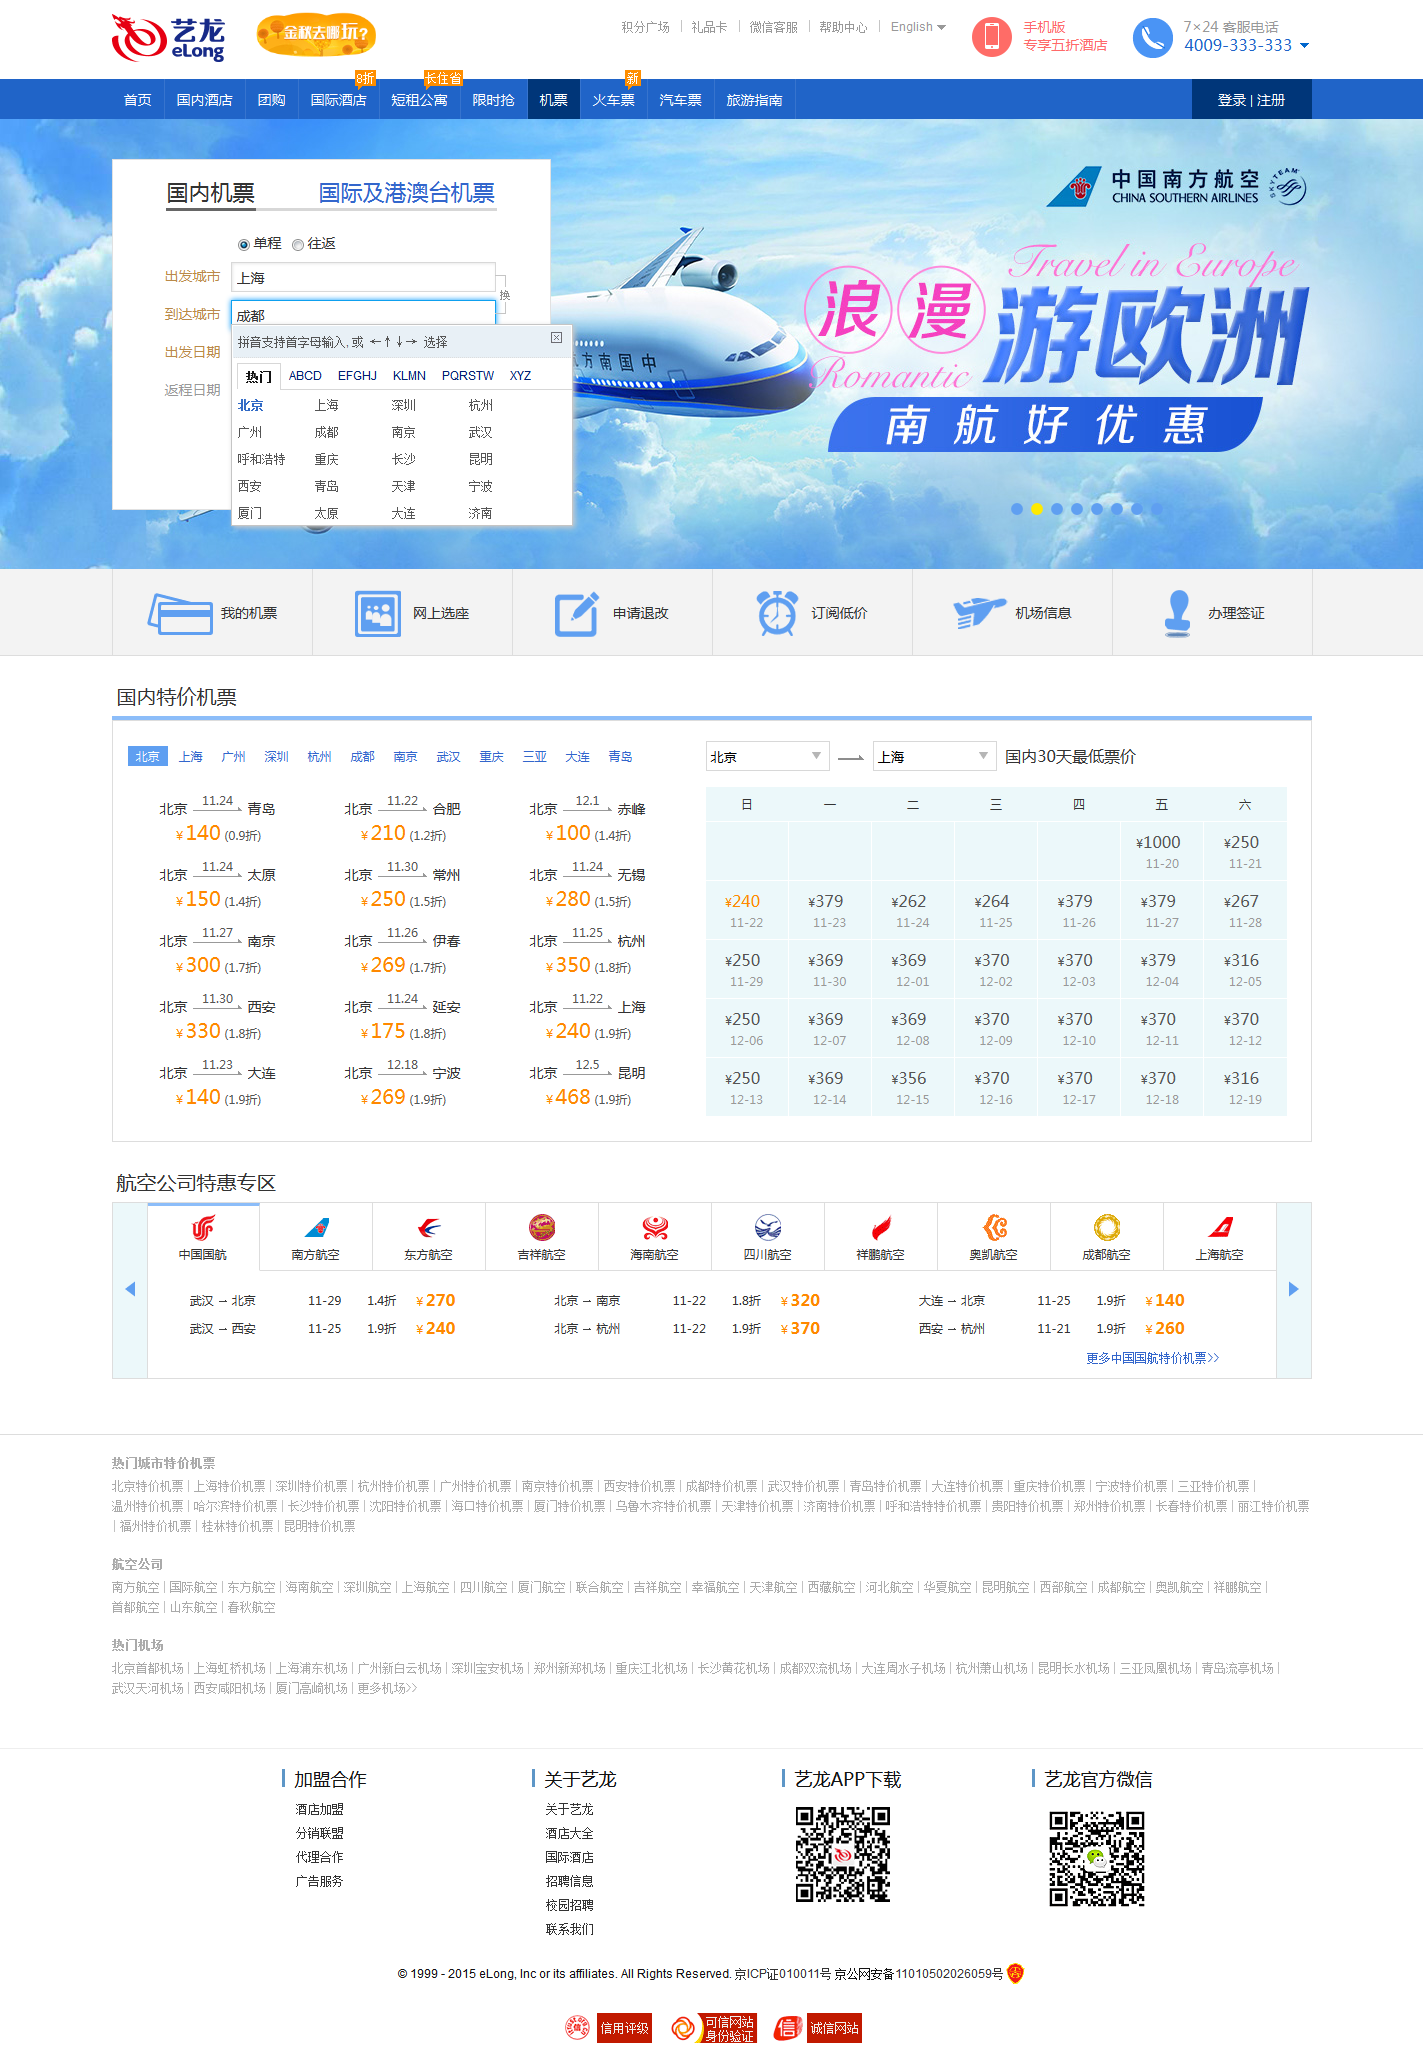 艺龙
eLong
金秋去哪玩?
积分广场 礼品卡 微信客服 帮助中心 English
手机版
专享五折酒店
7×24 客服电话
4009-333-333
8折 长住省 新
首页 国内酒店 团购 国际酒店 短租公寓 限时抢 机票 火车票 汽车票 旅游指南 登录 | 注册
国内机票 国际及港澳台机票
单程 往返
出发城市 上海
换
到达城市 成都
出发日期
返程日期
拼音支持首字母输入, 或 ←↑↓→ 选择
热门 ABCD EFGHJ KLMN PQRSTW XYZ
北京 上海 深圳 杭州
广州 成都 南京 武汉
呼和浩特 重庆 长沙 昆明
西安 青岛 天津 宁波
厦门 太原 大连 济南
中国南方航空
CHINA SOUTHERN AIRLINES
SKYTEAM
Travel in Europe
浪漫 游欧洲
Romantic
南航好优惠
中国南方航
我的机票 网上选座 申请退改 订阅低价 机场信息 办理签证
国内特价机票
北京 上海 广州 深圳 杭州 成都 南京 武汉 重庆 三亚 大连 青岛
北京 11.24 青岛 北京 11.22 合肥 北京 12.1 赤峰
¥140 (0.9折) ¥210 (1.2折) ¥100 (1.4折)
北京 11.24 太原 北京 11.30 常州 北京 11.24 无锡
¥150 (1.4折) ¥250 (1.5折) ¥280 (1.5折)
北京 11.27 南京 北京 11.26 伊春 北京 11.25 杭州
¥300 (1.7折) ¥269 (1.7折) ¥350 (1.8折)
北京 11.30 西安 北京 11.24 延安 北京 11.22 上海
¥330 (1.8折) ¥175 (1.8折) ¥240 (1.9折)
北京 11.23 大连 北京 12.18 宁波 北京 12.5 昆明
¥140 (1.9折) ¥269 (1.9折) ¥468 (1.9折)
北京 上海 国内30天最低票价
日 一 二 三 四 五 六
¥1000 ¥250
11-20 11-21
¥240 ¥379 ¥262 ¥264 ¥379 ¥379 ¥267
11-22 11-23 11-24 11-25 11-26 11-27 11-28
¥250 ¥369 ¥369 ¥370 ¥370 ¥379 ¥316
11-29 11-30 12-01 12-02 12-03 12-04 12-05
¥250 ¥369 ¥369 ¥370 ¥370 ¥370 ¥370
12-06 12-07 12-08 12-09 12-10 12-11 12-12
¥250 ¥369 ¥356 ¥370 ¥370 ¥370 ¥316
12-13 12-14 12-15 12-16 12-17 12-18 12-19
航空公司特惠专区
中国国航 南方航空 东方航空 吉祥航空 海南航空 四川航空 祥鹏航空 奥凯航空 成都航空 上海航空
武汉 → 北京 11-29 1.4折 ¥270 北京 → 南京 11-22 1.8折 ¥320 大连 → 北京 11-25 1.9折 ¥140
武汉 → 西安 11-25 1.9折 ¥240 北京 → 杭州 11-22 1.9折 ¥370 西安 → 杭州 11-21 1.9折 ¥260
更多中国国航特价机票>>
热门城市特价机票
北京特价机票 | 上海特价机票 | 深圳特价机票 | 杭州特价机票 | 广州特价机票 | 南京特价机票 | 西安特价机票 | 成都特价机票 | 武汉特价机票 | 青岛特价机票 | 大连特价机票 | 重庆特价机票 | 宁波特价机票 | 三亚特价机票 |
温州特价机票 | 哈尔滨特价机票 | 长沙特价机票 | 沈阳特价机票 | 海口特价机票 | 厦门特价机票 | 乌鲁木齐特价机票 | 天津特价机票 | 济南特价机票 | 呼和浩特特价机票 | 贵阳特价机票 | 郑州特价机票 | 长春特价机票 | 丽江特价机票
| 福州特价机票 | 桂林特价机票 | 昆明特价机票
航空公司
南方航空 | 国际航空 | 东方航空 | 海南航空 | 深圳航空 | 上海航空 | 四川航空 | 厦门航空 | 联合航空 | 吉祥航空 | 幸福航空 | 天津航空 | 西藏航空 | 河北航空 | 华夏航空 | 昆明航空 | 西部航空 | 成都航空 | 奥凯航空 | 祥鹏航空 |
首都航空 | 山东航空 | 春秋航空
热门机场
北京首都机场 | 上海虹桥机场 | 上海浦东机场 | 广州新白云机场 | 深圳宝安机场 | 郑州新郑机场 | 重庆江北机场 | 长沙黄花机场 | 成都双流机场 | 大连周水子机场 | 杭州萧山机场 | 昆明长水机场 | 三亚凤凰机场 | 青岛流亭机场 |
武汉天河机场 | 西安咸阳机场 | 厦门高崎机场 | 更多机场>>
加盟合作 关于艺龙 艺龙APP下载 艺龙官方微信
酒店加盟 关于艺龙
分销联盟 酒店大全
代理合作 国际酒店
广告服务 招聘信息
校园招聘
联系我们
© 1999 - 2015 eLong, Inc or its affiliates. All Rights Reserved. 京ICP证010011号 京公网安备11010502026059号
信用评级 可信网站 身份验证 信 诚信网站